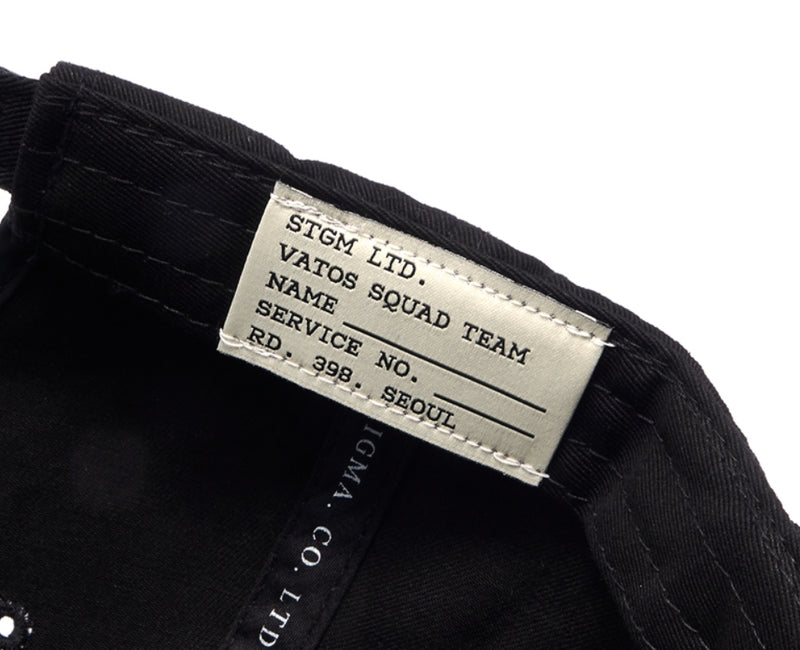 STGM LTD.
VATOS SQUAD TEAM
NAME
SERVICE NO.
RD. 398. SEOUL
IGMA. CO. LTD